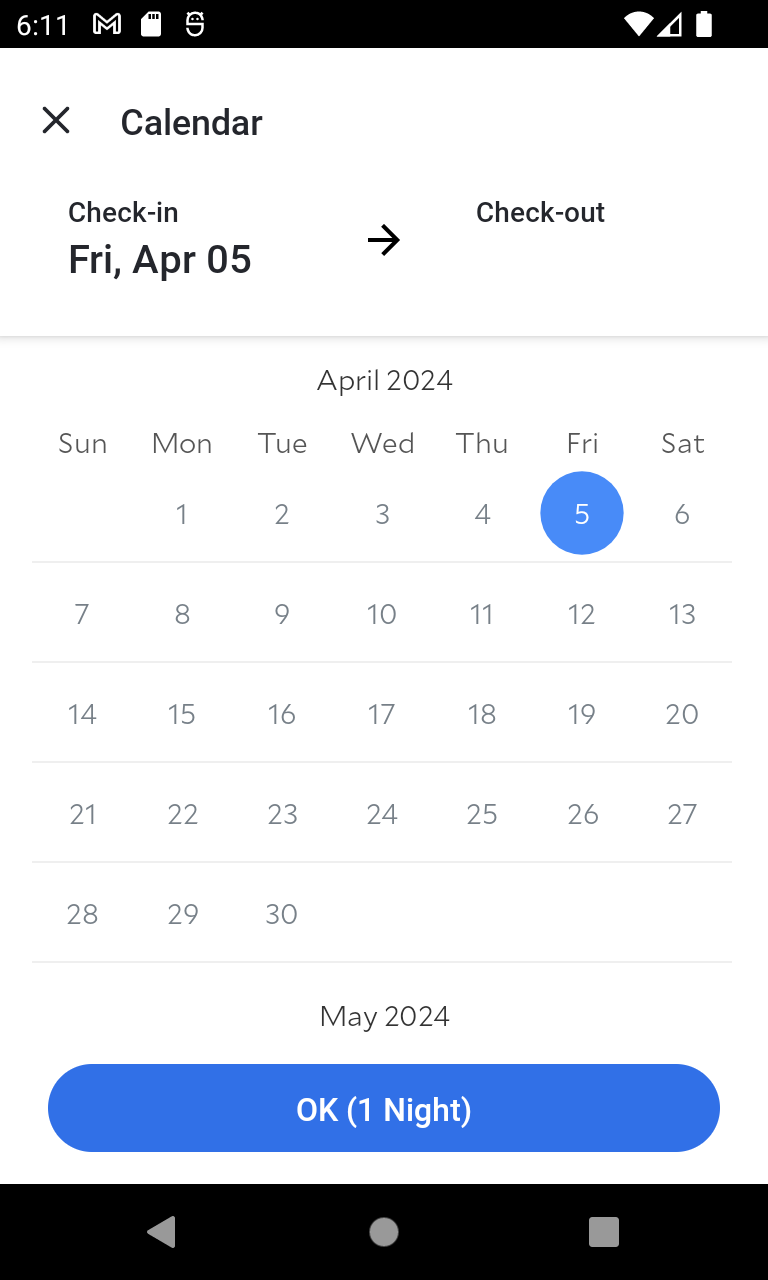 6:11
Calendar
Check-in
Check-out
Fri, Apr 05
April 2024
Sun Mon Tue Wed Thu Fri Sat
1 2 3 4 5 6
7 8 9 10 11 12 13
14 15 16 17 18 19 20
21 22 23 24 25 26 27
28 29 30
May 2024
OK (1 Night)